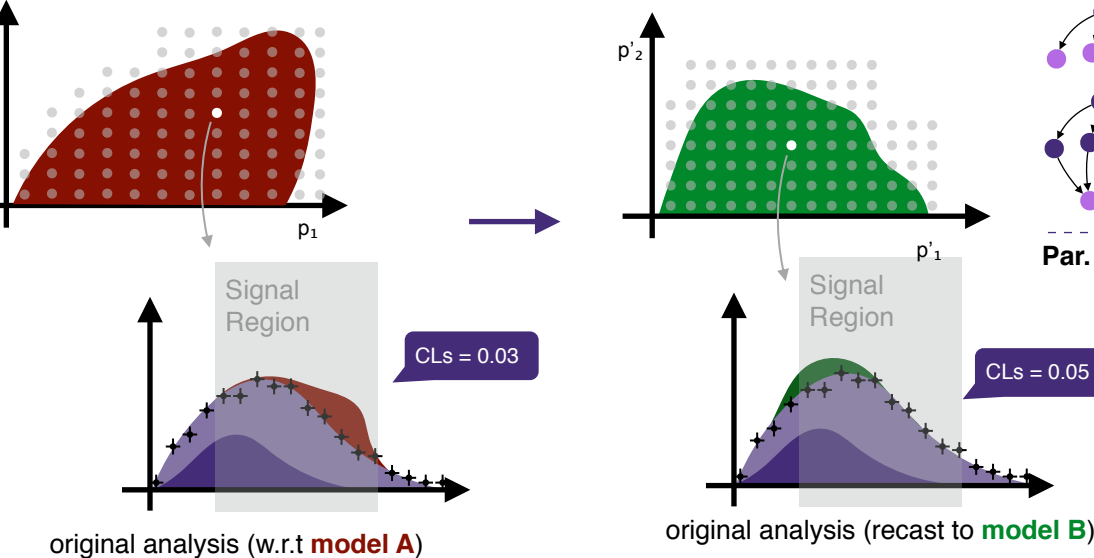 p₁
p'₂
p'₁
Par.
Signal
Region
CLs = 0.03
Signal
Region
CLs = 0.05
original analysis (w.r.t model A)
original analysis (recast to model B)